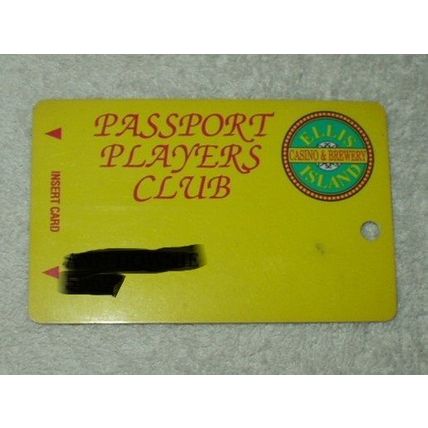 PASSPORT
PLAYERS
CLUB
ELLIS
CASINO & BREWERY
ISLAND
INSERT CARD